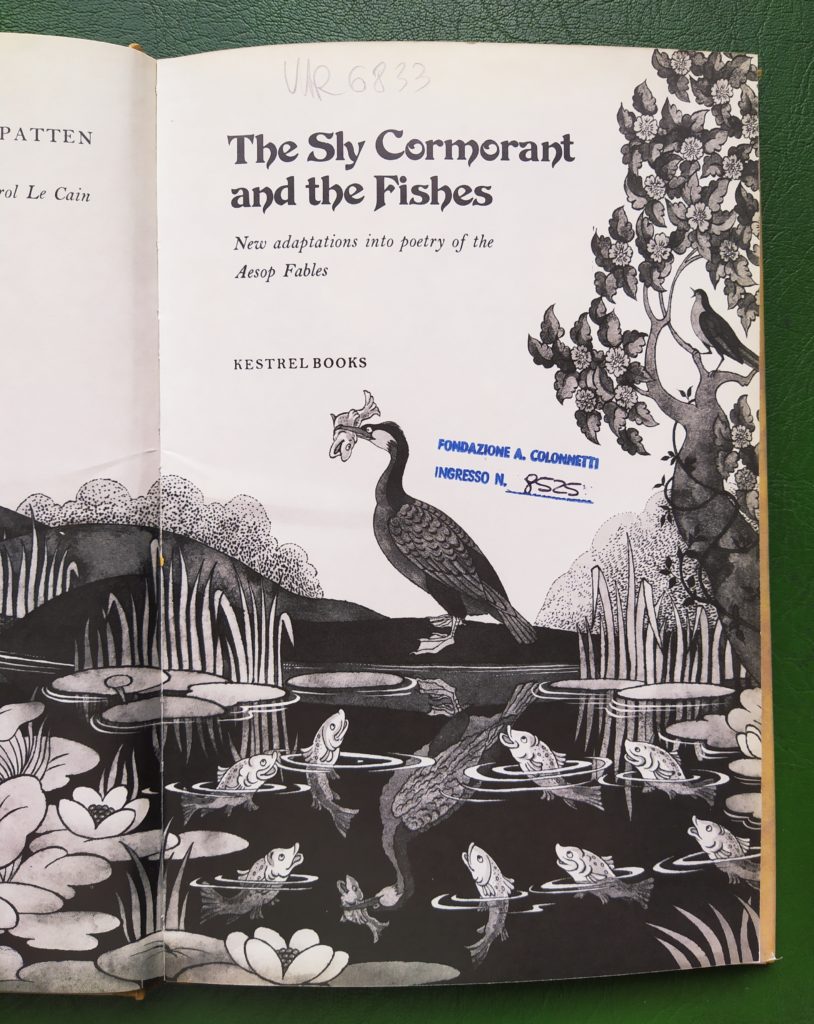 PATTEN
rol Le Cain
VAR 6833
The Sly Cormorant
and the Fishes
New adaptations into poetry of the
Aesop Fables
KESTREL BOOKS
FONDAZIONE A. COLONNETTI
INGRESSO N. 8525